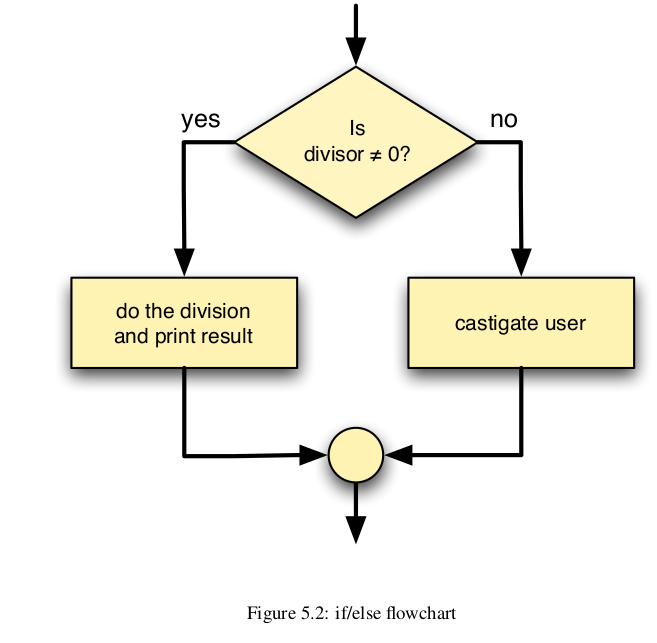 yes
no
Is
divisor ≠ 0?
do the division
and print result
castigate user
Figure 5.2: if/else flowchart